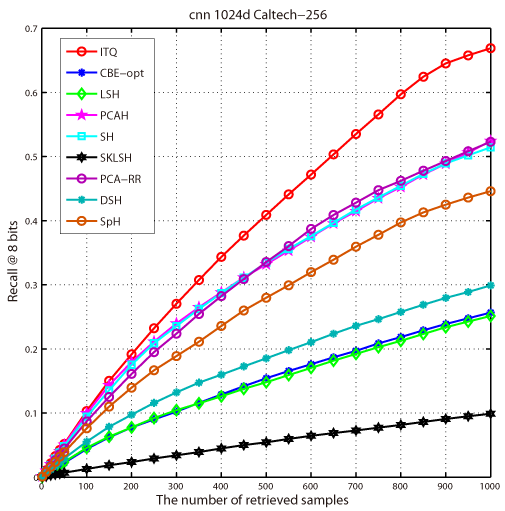 cnn 1024d Caltech−256
0.7
0.6
0.5
0.4
0.3
0.2
0.1
0
Recall @ 8 bits
ITQ
CBE−opt
LSH
PCAH
SH
SKLSH
PCA−RR
DSH
SpH
0 100 200 300 400 500 600 700 800 900 1000
The number of retrieved samples